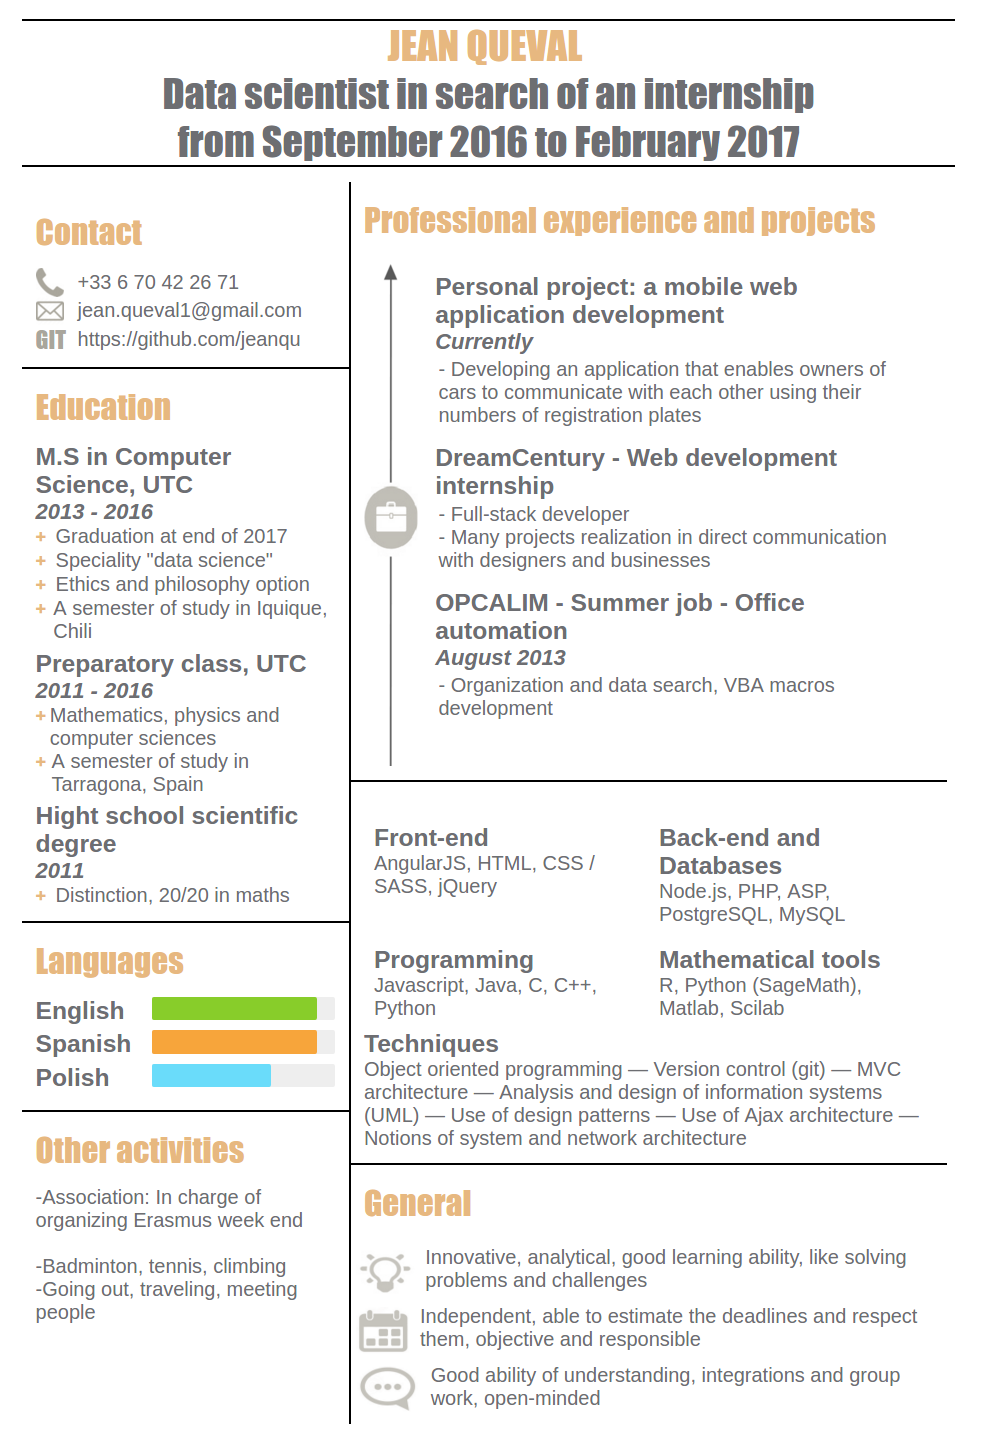 JEAN QUEVAL
Data scientist in search of an internship
from September 2016 to February 2017
Contact
+33 6 70 42 26 71
jean.queval1@gmail.com
GIT https://github.com/jeanqu
Education
M.S in Computer
Science, UTC
2013 - 2016
+ Graduation at end of 2017
+ Speciality "data science"
+ Ethics and philosophy option
+ A semester of study in Iquique,
Chili
Preparatory class, UTC
2011 - 2016
+ Mathematics, physics and
computer sciences
+ A semester of study in
Tarragona, Spain
Hight school scientific
degree
2011
+ Distinction, 20/20 in maths
Languages
English
Spanish
Polish
Other activities
-Association: In charge of
organizing Erasmus week end
-Badminton, tennis, climbing
-Going out, traveling, meeting
people
Professional experience and projects
Personal project: a mobile web
application development
Currently
- Developing an application that enables owners of
cars to communicate with each other using their
numbers of registration plates
DreamCentury - Web development
internship
- Full-stack developer
- Many projects realization in direct communication
with designers and businesses
OPCALIM - Summer job - Office
automation
August 2013
- Organization and data search, VBA macros
development
Front-end
AngularJS, HTML, CSS /
SASS, jQuery
Back-end and
Databases
Node.js, PHP, ASP,
PostgreSQL, MySQL
Programming
Javascript, Java, C, C++,
Python
Mathematical tools
R, Python (SageMath),
Matlab, Scilab
Techniques
Object oriented programming — Version control (git) — MVC
architecture — Analysis and design of information systems
(UML) — Use of design patterns — Use of Ajax architecture —
Notions of system and network architecture
General
Innovative, analytical, good learning ability, like solving
problems and challenges
Independent, able to estimate the deadlines and respect
them, objective and responsible
Good ability of understanding, integrations and group
work, open-minded